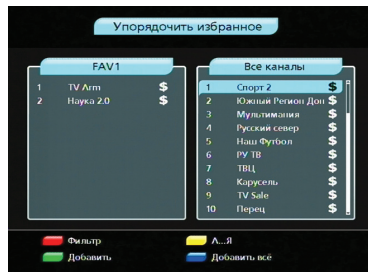 Упорядочить избранное
FAV1
1 TV Arm $
2 Наука 2.0 $
Все каналы
1 Спорт 2 $
2 Южный Регион Дон $
3 Мультимания $
4 Русский север $
5 Наш Футбол $
6 РУ ТВ $
7 ТВЦ $
8 Карусель $
9 TV Sale $
10 Перец $
Фильтр
А...Я
Добавить
Добавить всё